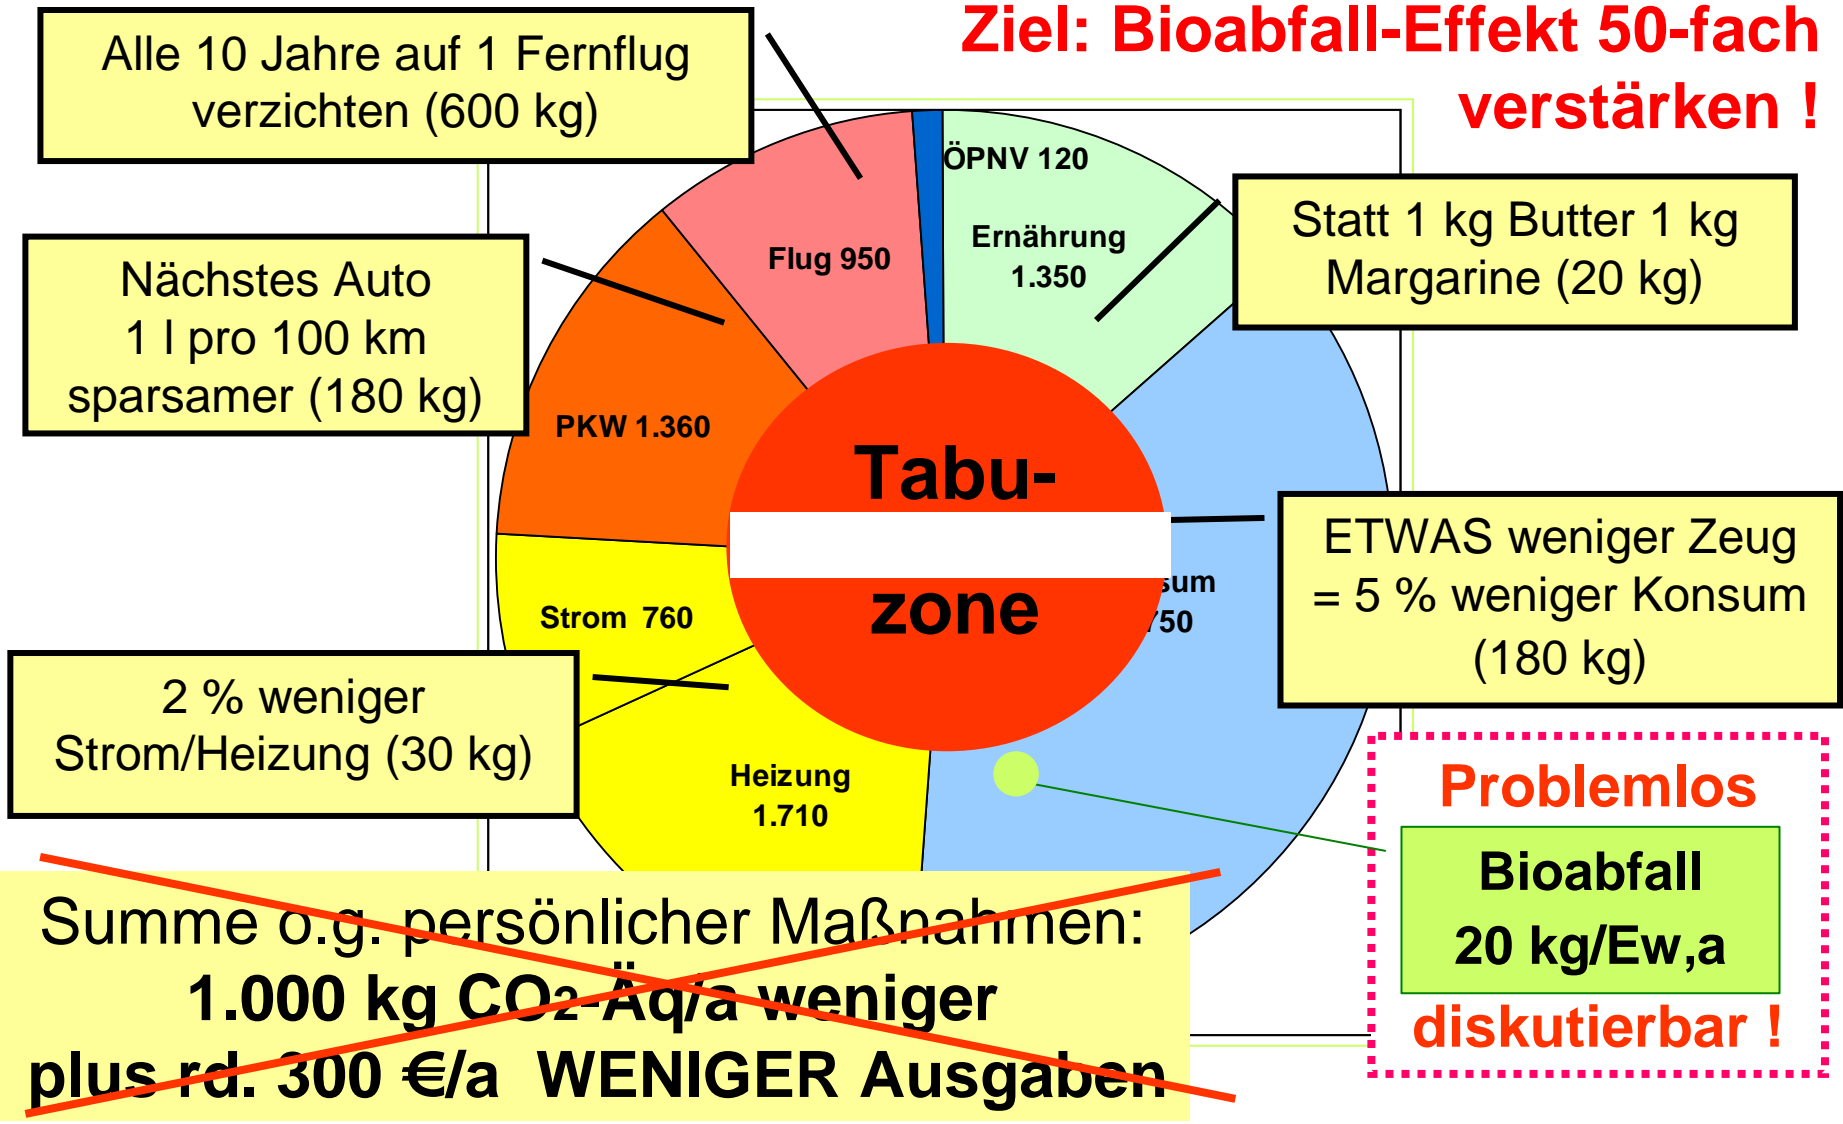 Ziel: Bioabfall-Effekt 50-fach
verstärken !
Alle 10 Jahre auf 1 Fernflug
verzichten (600 kg)
ÖPNV 120
Flug 950
Ernährung
1.350
Statt 1 kg Butter 1 kg
Margarine (20 kg)
Nächstes Auto
1 l pro 100 km
sparsamer (180 kg)
PKW 1.360
Tabu-
zone
sum
750
ETWAS weniger Zeug
= 5 % weniger Konsum
(180 kg)
Strom 760
2 % weniger
Strom/Heizung (30 kg)
Heizung
1.710
Problemlos
Bioabfall
20 kg/Ew,a
diskutierbar !
Summe o.g. persönlicher Maßnahmen:
1.000 kg CO2-Äq/a weniger
plus rd. 300 €/a WENIGER Ausgaben